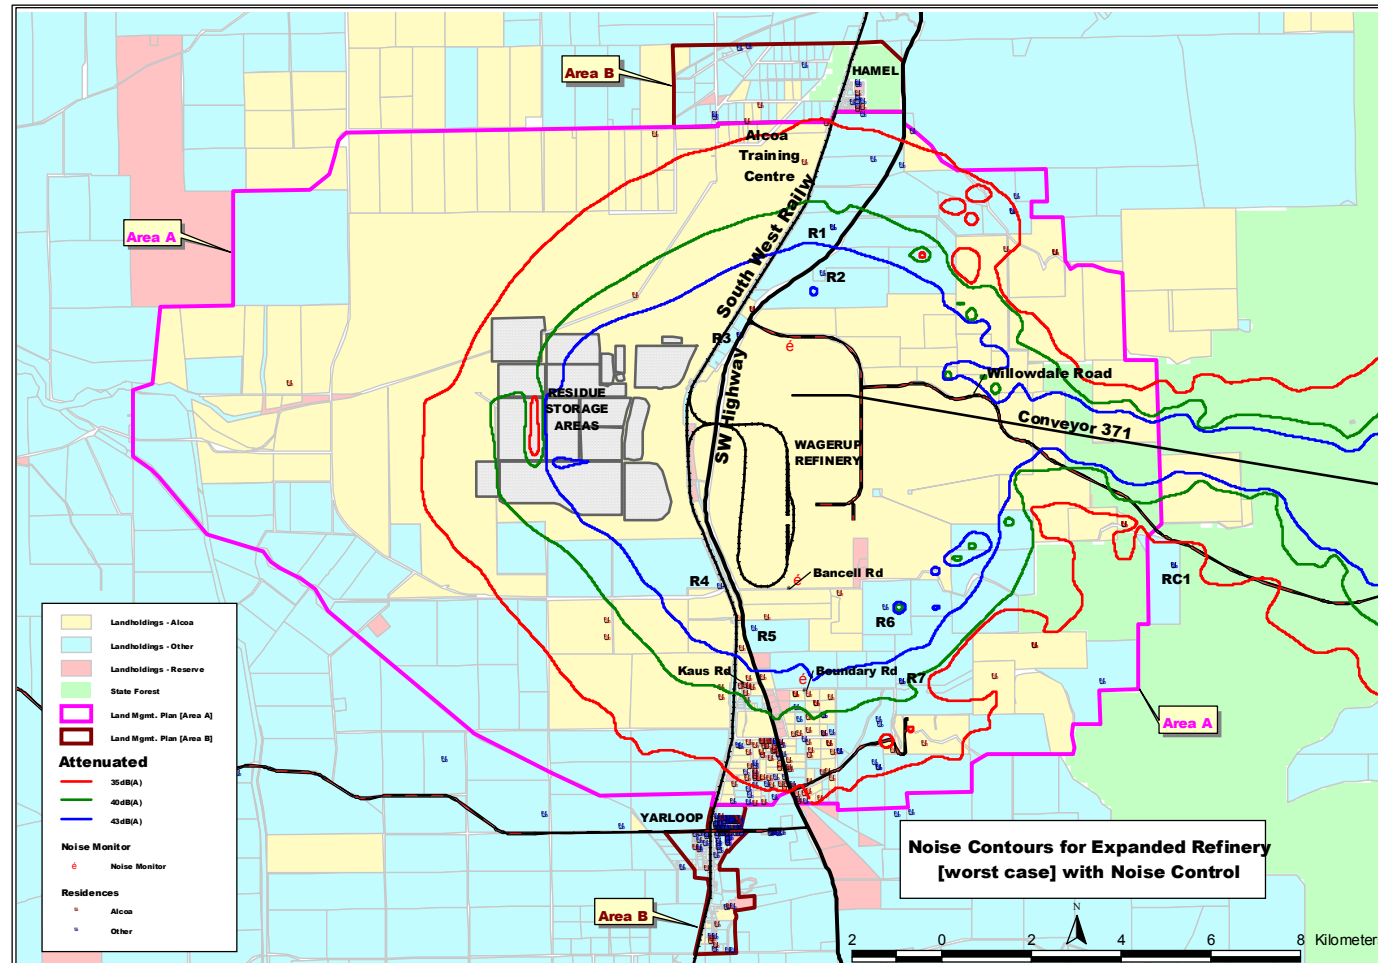 Area B
HAMEL
Alcoa
Training
Centre
Area A
South West Railw
R1
R2
R3
é
SW Highway
RESIDUE
STORAGE
AREAS
WAGERUP
REFINERY
Willowdale Road
Conveyor 371
R4
é
Bancell Rd
R5
R6
RC1
Kaus Rd
é
Boundary Rd
R7
Area A
YARLOOP
Area B
Landholdings - Alcoa
Landholdings - Other
Landholdings - Reserve
State Forest
Land Mgmt. Plan [Area A]
Land Mgmt. Plan [Area B]
Attenuated
35dB(A)
40dB(A)
43dB(A)
Noise Monitor
é Noise Monitor
Residences
Alcoa
Other
Noise Contours for Expanded Refinery
[worst case] with Noise Control
N
2 0 2 4 6 8 Kilometers